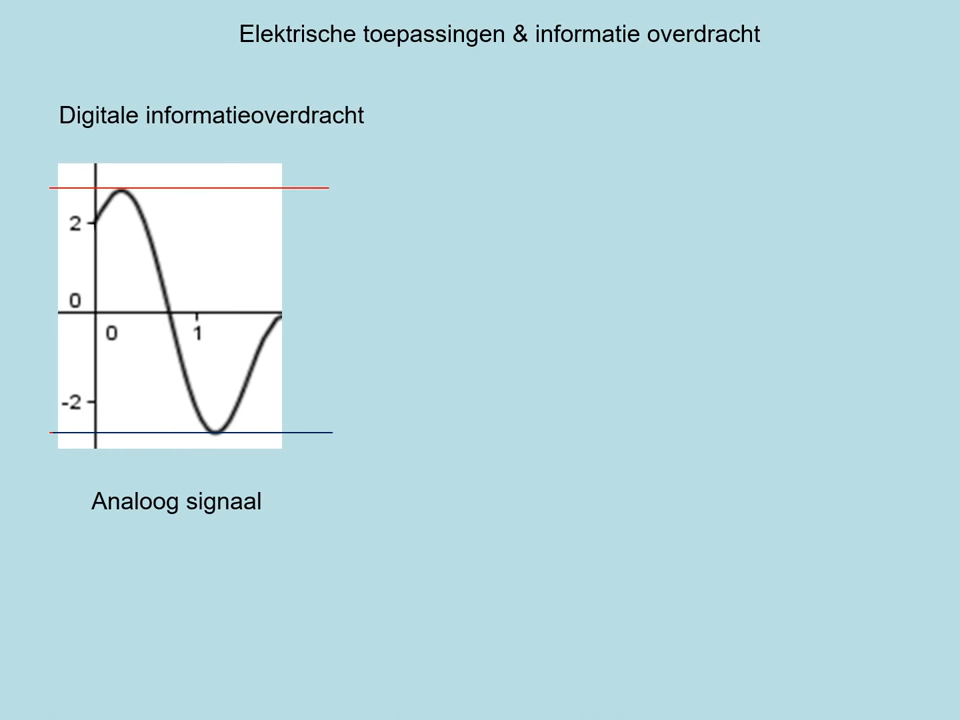 Elektrische toepassingen & informatie overdracht
Digitale informatieoverdracht
2
0
0
1
-2
Analoog signaal